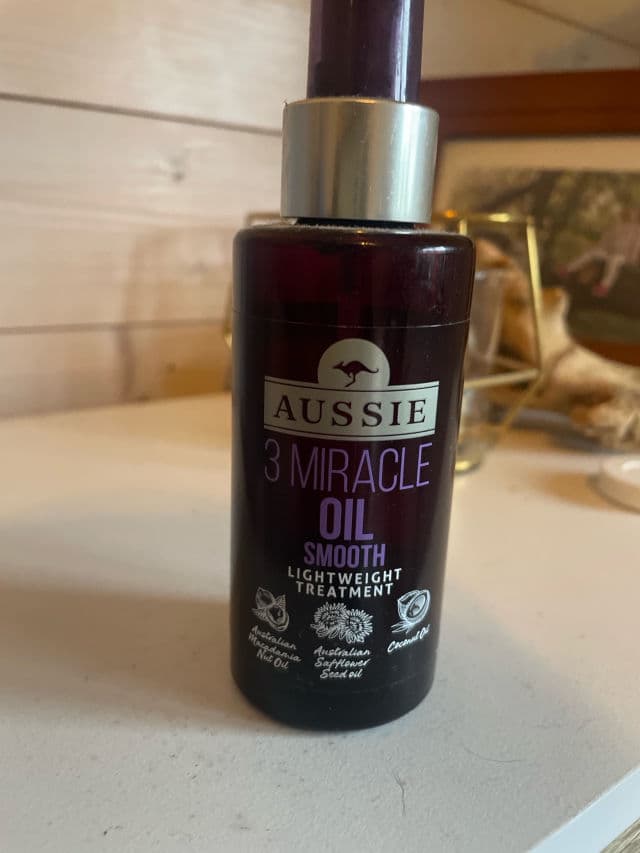 AUSSIE
3 MIRACLE
OIL
SMOOTH
LIGHTWEIGHT
TREATMENT
Australian
Macadamia
Nut Oil
Australian
Safflower
Seed oil
Coconut Oil